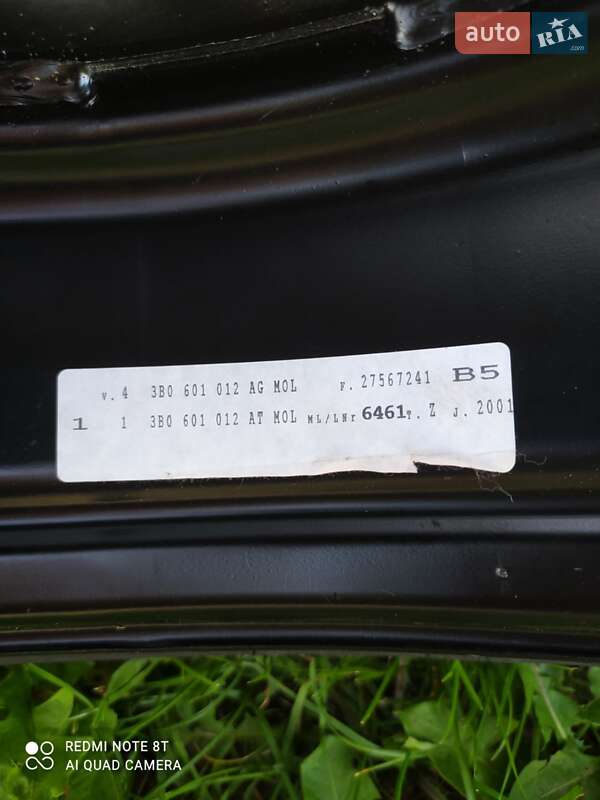 auto RIA .com
v. 4 3B0 601 012 AG MOL F. 27567241 B5
1 1 3B0 601 012 AT MOL ML/LNr 6461 T. Z J. 2001
REDMI NOTE 8T
AI QUAD CAMERA